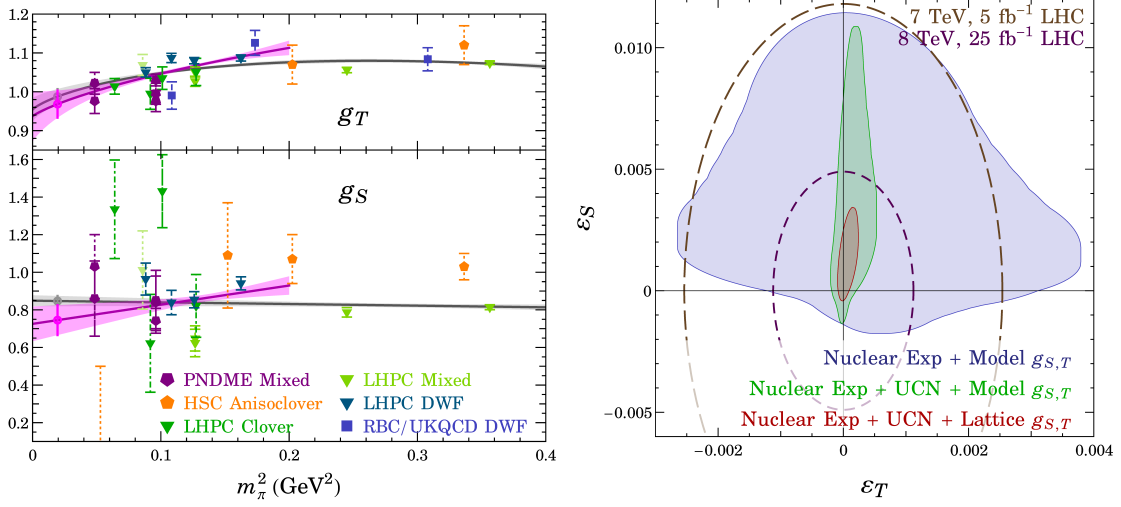 1.2
1.1
1.0
0.9
g_T
1.6
1.4
1.2
1.0
0.8
0.6
0.4
0.2
g_S
PNDME Mixed
HSC Anisoclover
LHPC Clover
LHPC Mixed
LHPC DWF
RBC/UKQCD DWF
0 0.1 0.2 0.3 0.4
m_π^2 (GeV^2)
7 TeV, 5 fb^−1 LHC
8 TeV, 25 fb^−1 LHC
0.010
0.005
0
−0.005
ε_S
Nuclear Exp + Model g_S,T
Nuclear Exp + UCN + Model g_S,T
Nuclear Exp + UCN + Lattice g_S,T
−0.002 0 0.002 0.004
ε_T